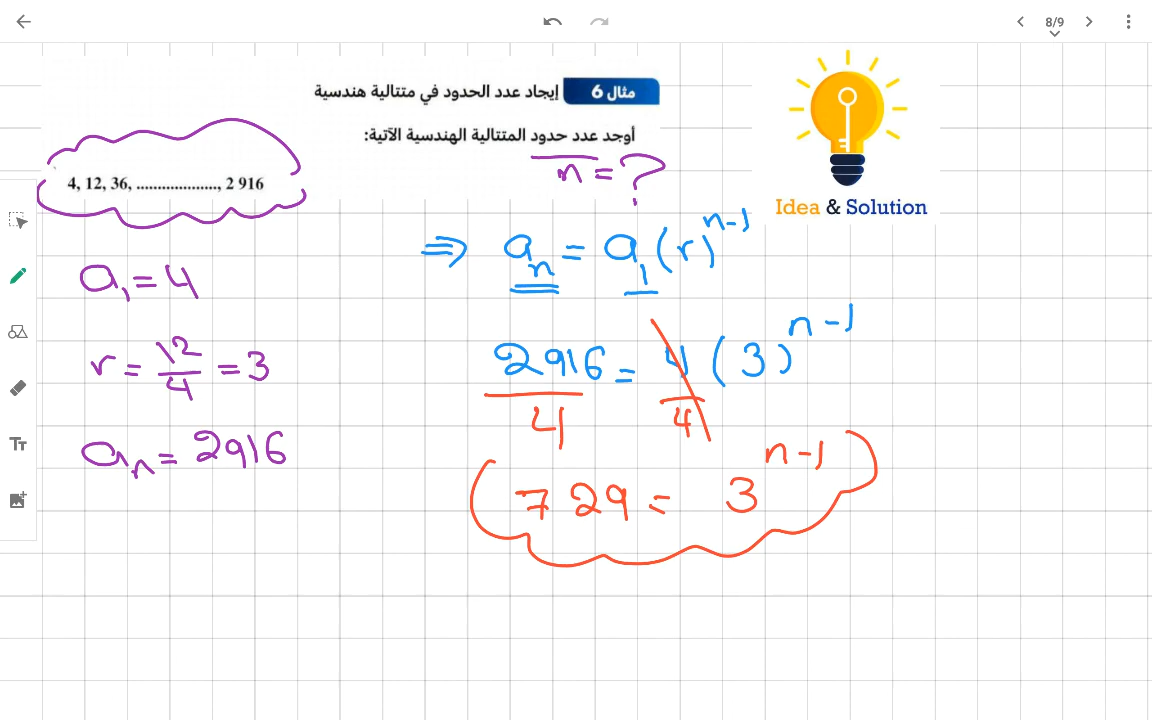 8/9
مثال 6 إيجاد عدد الحدود في متتالية هندسية
أوجد عدد حدود المتتالية الهندسية الآتية:
n = ?
4, 12, 36, ..................., 2 916
Idea & Solution
a₁ = 4
r = 12/4 = 3
aₙ = 2916
⇒ aₙ = a₁ (r)ⁿ⁻¹
2916/4 = 4/4 (3)ⁿ⁻¹
729 = 3ⁿ⁻¹
Tт